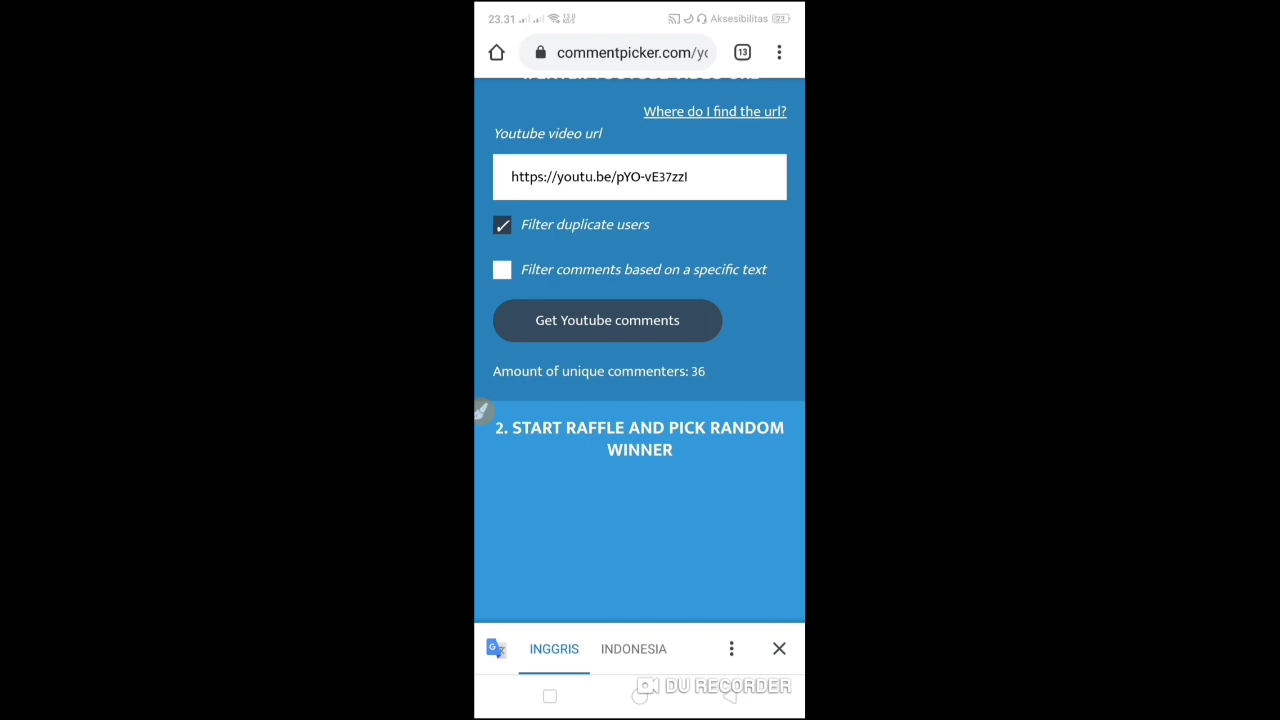 23.31
Aksesibilitas 23
commentpicker.com/yo
13
Where do I find the url?
Youtube video url
https://youtu.be/pYO-vE37zzI
Filter duplicate users
Filter comments based on a specific text
Get Youtube comments
Amount of unique commenters: 36
2. START RAFFLE AND PICK RANDOM
WINNER
INGGRIS INDONESIA
DU RECORDER